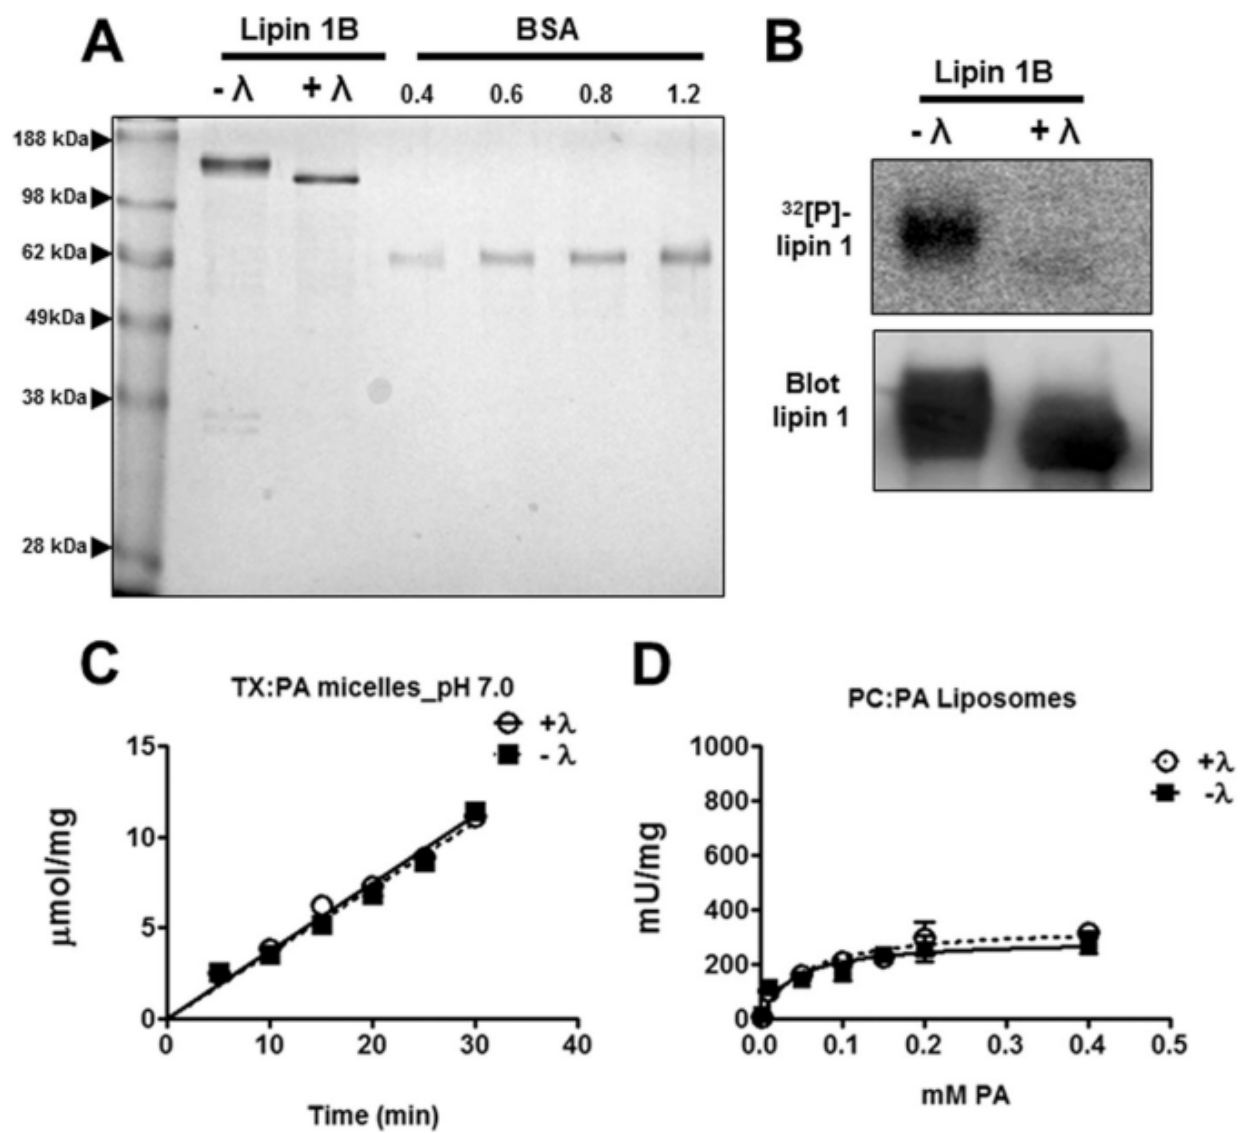 A
Lipin 1B
BSA
- λ
+ λ
0.4
0.6
0.8
1.2
188 kDa
98 kDa
62 kDa
49kDa
38 kDa
28 kDa
B
Lipin 1B
- λ
+ λ
³²[P]-
lipin 1
Blot
lipin 1
C
TX:PA micelles_pH 7.0
+λ
- λ
15
10
5
0
μmol/mg
0
10
20
30
40
Time (min)
D
PC:PA Liposomes
+λ
-λ
1000
800
600
400
200
0
mU/mg
0.0
0.1
0.2
0.3
0.4
0.5
mM PA